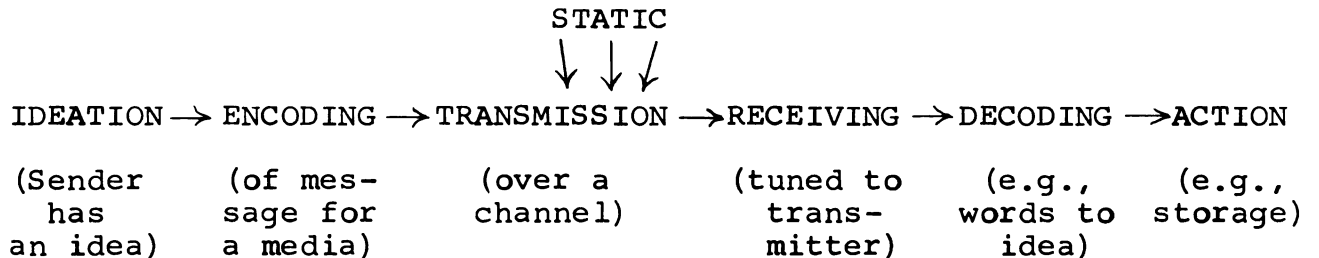 STATIC
IDEATION → ENCODING → TRANSMISSION → RECEIVING → DECODING → ACTION
(Sender (of mes- (over a (tuned to (e.g., (e.g.,
has sage for channel) trans- words to storage)
an idea) a media) mitter) idea)